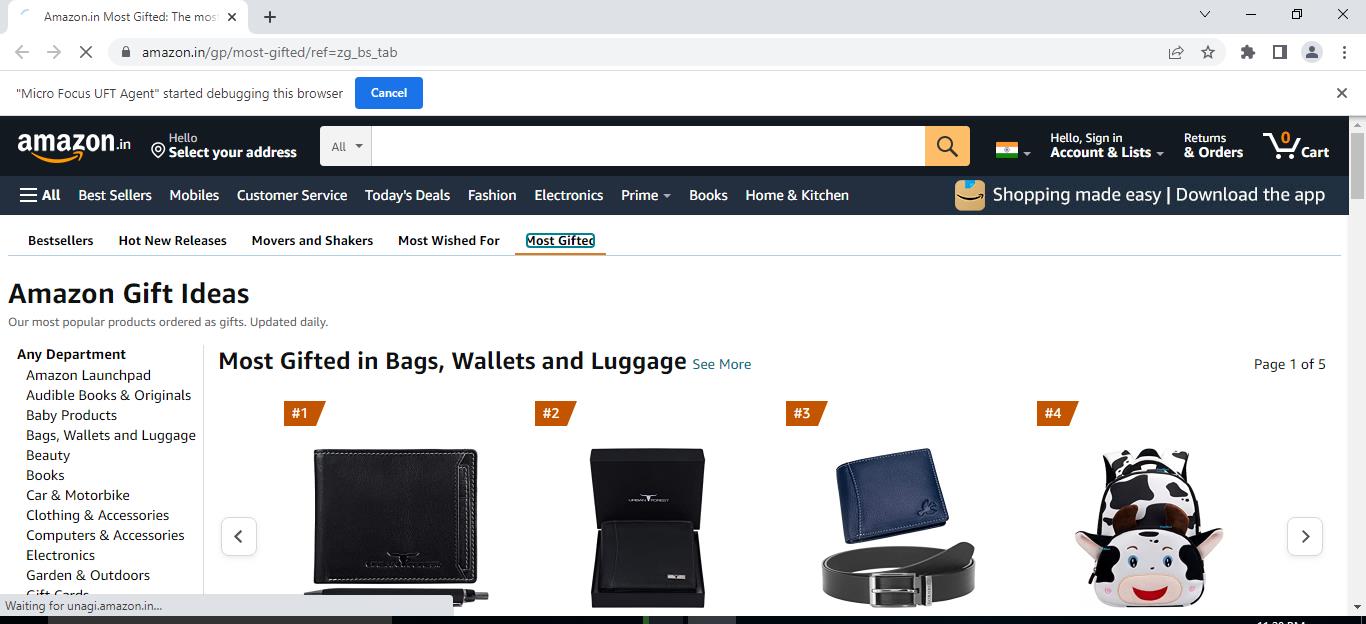 Amazon.in Most Gifted: The most
amazon.in/gp/most-gifted/ref=zg_bs_tab
"Micro Focus UFT Agent" started debugging this browser
Cancel
amazon.in
Hello
Select your address
All
Hello, Sign in
Account & Lists
Returns
& Orders
0
Cart
All
Best Sellers
Mobiles
Customer Service
Today's Deals
Fashion
Electronics
Prime
Books
Home & Kitchen
Shopping made easy | Download the app
Bestsellers
Hot New Releases
Movers and Shakers
Most Wished For
Most Gifted
Amazon Gift Ideas
Our most popular products ordered as gifts. Updated daily.
Any Department
Amazon Launchpad
Audible Books & Originals
Baby Products
Bags, Wallets and Luggage
Beauty
Books
Car & Motorbike
Clothing & Accessories
Computers & Accessories
Electronics
Garden & Outdoors
Gift Cards
Most Gifted in Bags, Wallets and Luggage See More
Page 1 of 5
#1
#2
#3
#4
URBAN FOREST
Waiting for unagi.amazon.in...